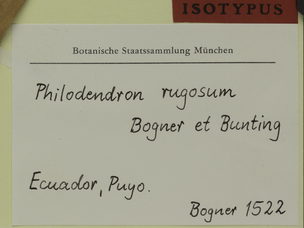 ISOTYPUS
Botanische Staatssammlung München
Philodendron rugosum
Bogner et Bunting
Ecuador, Puyo.
Bogner 1522